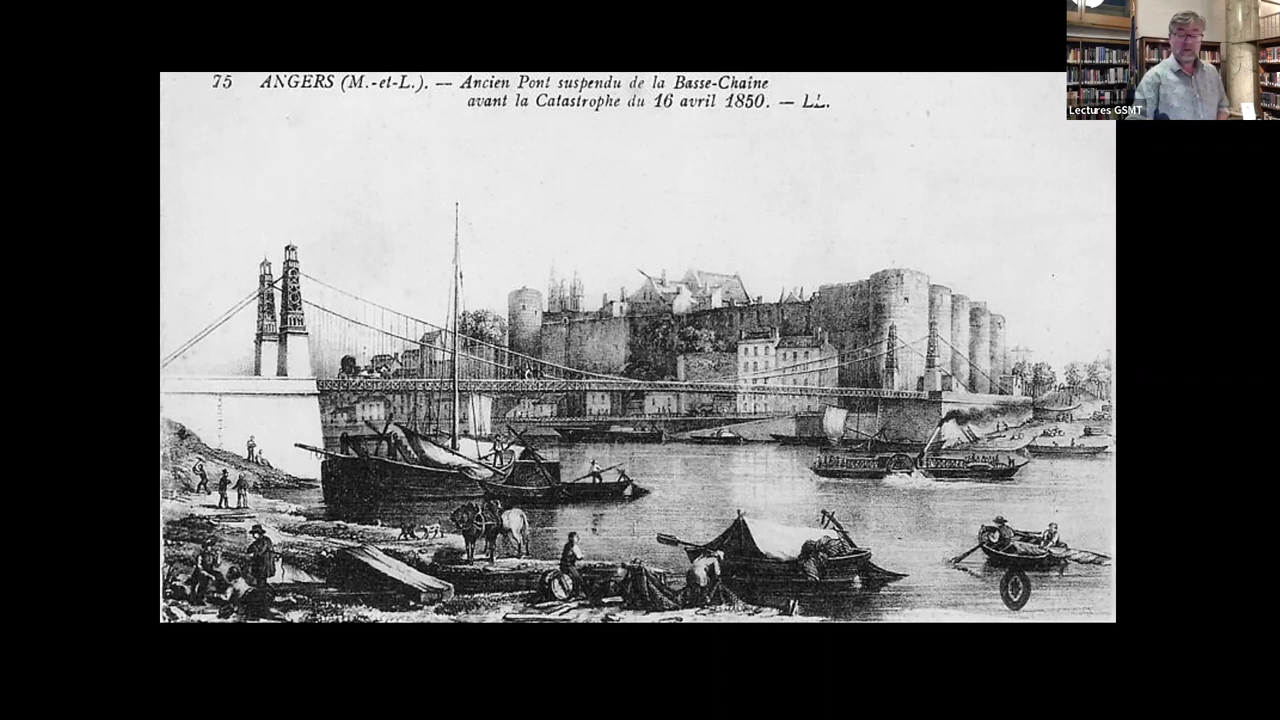 75 ANGERS (M.-et-L.). — Ancien Pont suspendu de la Basse-Chaîne
avant la Catastrophe du 16 avril 1850. — LL.
Lectures GSMT